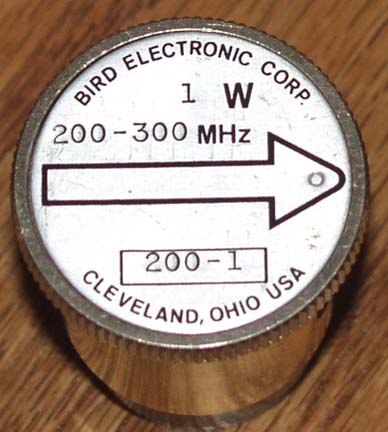 BIRD ELECTRONIC CORP.
1 W
200-300 MHz
200-1
CLEVELAND, OHIO USA